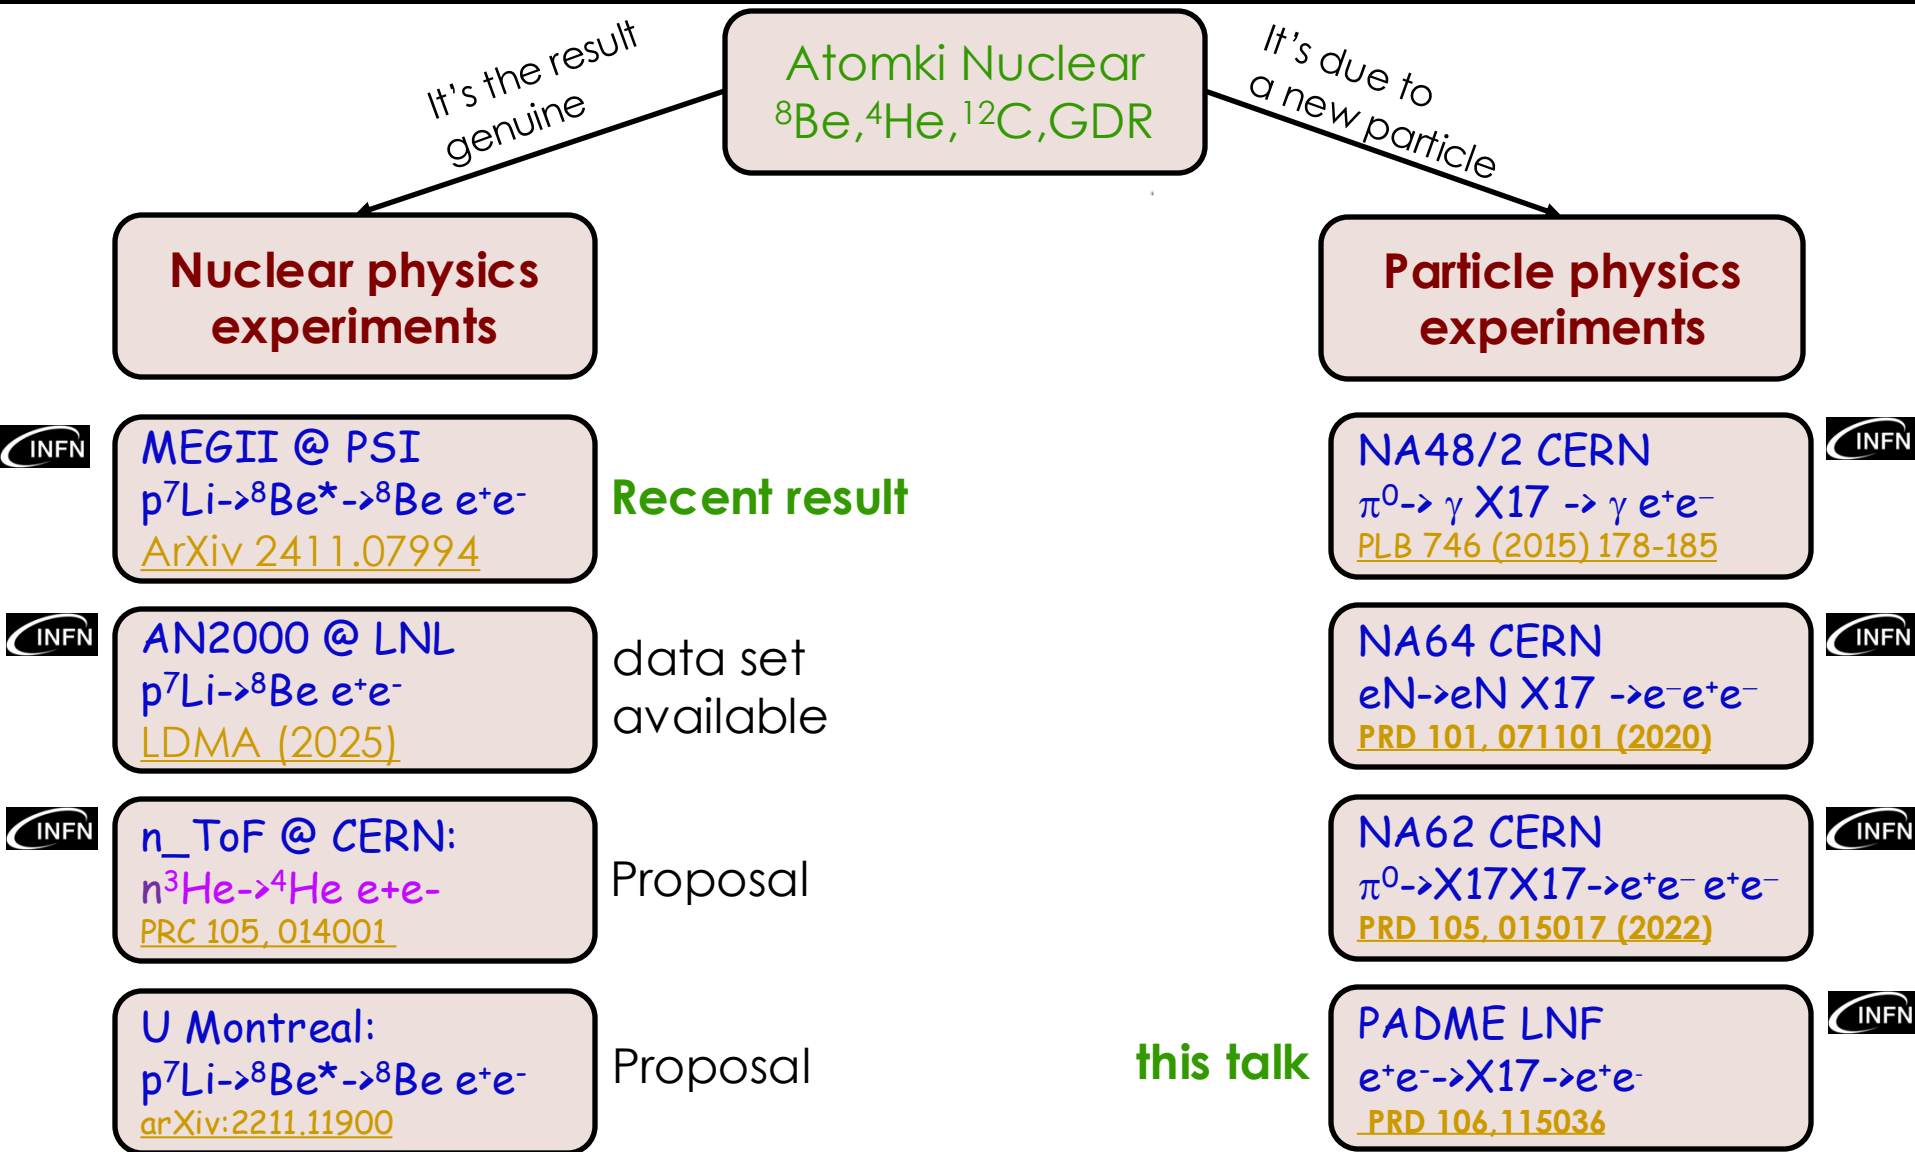 Atomki Nuclear
⁸Be,⁴He,¹²C,GDR
It's the result
genuine
It's due to
a new particle
Nuclear physics
experiments
INFN
MEGII @ PSI
p⁷Li->⁸Be*->⁸Be e⁺e⁻
ArXiv 2411.07994
Recent result
INFN
AN2000 @ LNL
p⁷Li->⁸Be e⁺e⁻
LDMA (2025)
data set
available
INFN
n_ToF @ CERN:
n³He->⁴He e+e-
PRC 105, 014001
Proposal
U Montreal:
p⁷Li->⁸Be*->⁸Be e⁺e⁻
arXiv:2211.11900
Proposal
Particle physics
experiments
NA48/2 CERN
π⁰-> γ X17 -> γ e⁺e⁻
PLB 746 (2015) 178-185
INFN
NA64 CERN
eN->eN X17 ->e⁻e⁺e⁻
PRD 101, 071101 (2020)
INFN
NA62 CERN
π⁰->X17X17->e⁺e⁻ e⁺e⁻
PRD 105, 015017 (2022)
INFN
this talk
PADME LNF
e⁺e⁻->X17->e⁺e⁻
PRD 106,115036
INFN